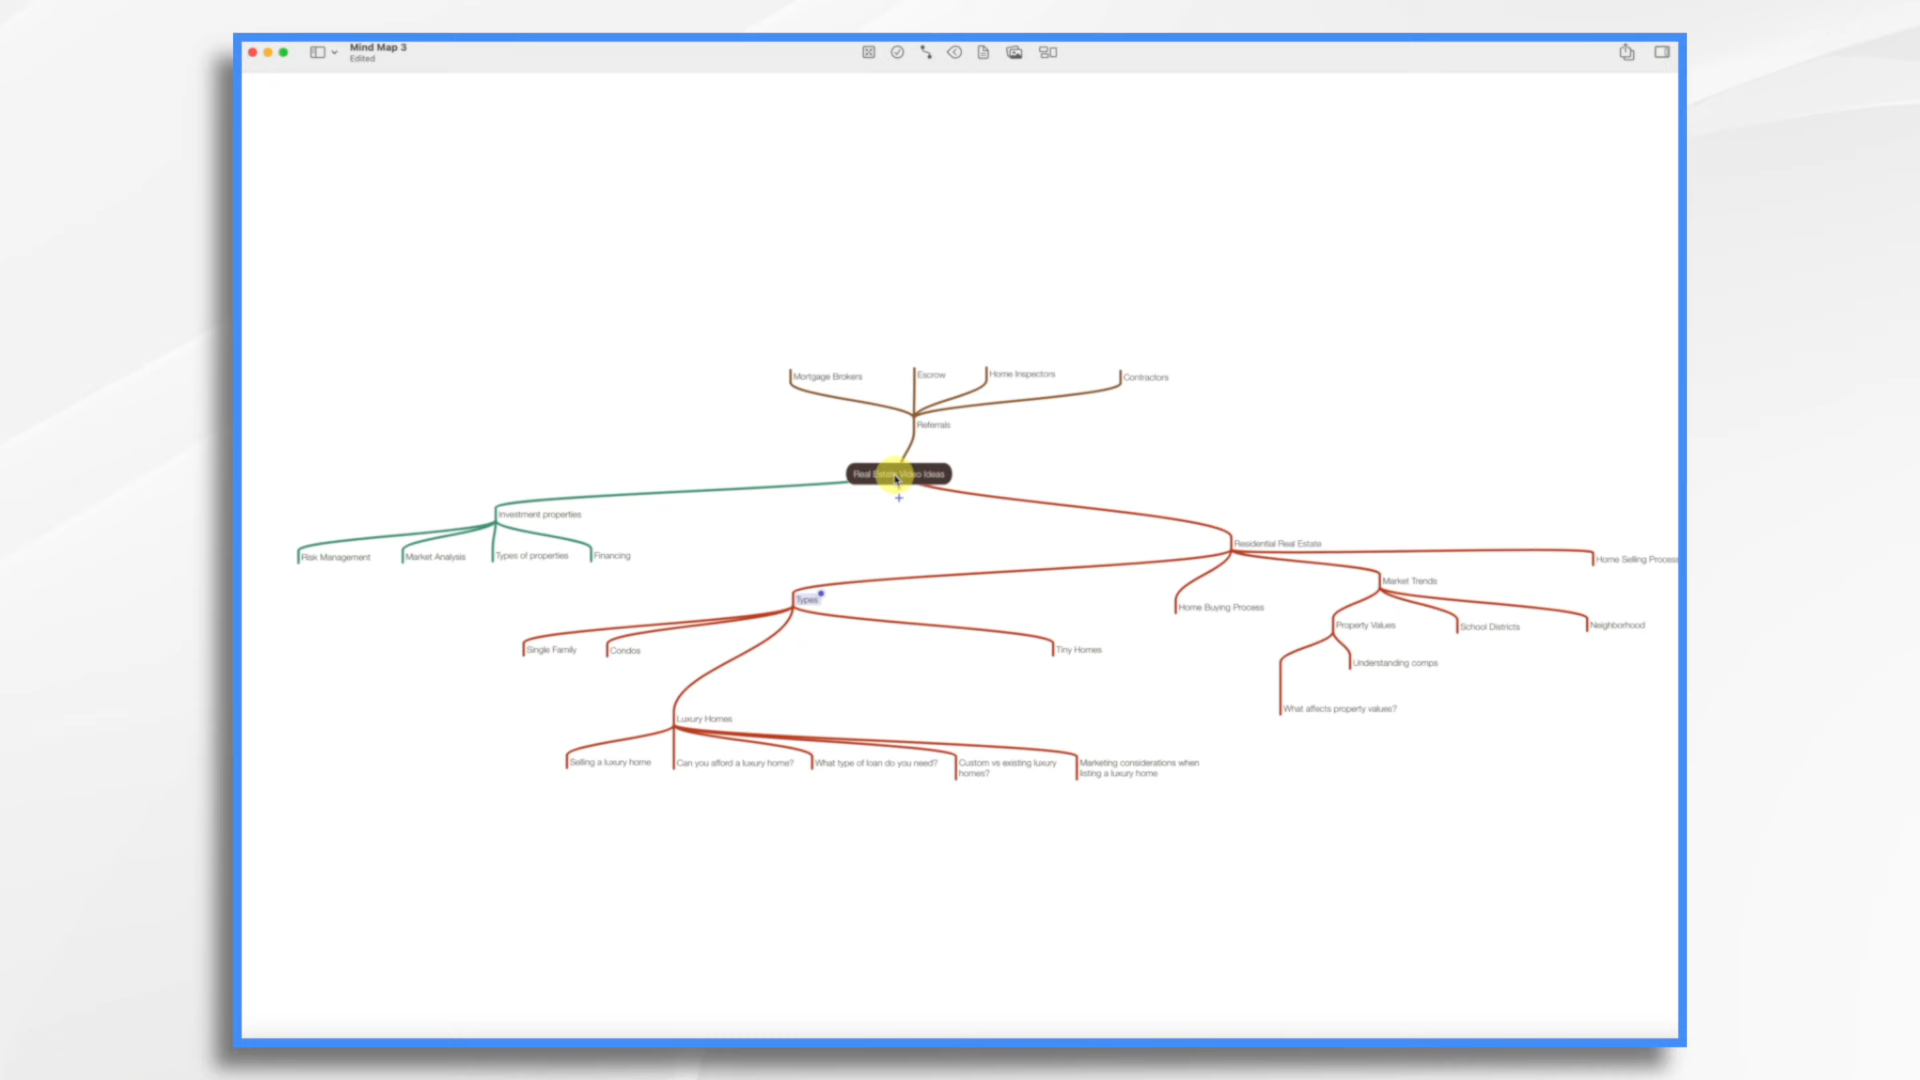 Mind Map 3
Edited
Mortgage Brokers
Escrow
Home Inspectors
Contractors
Referrals
Real Estate Video Ideas
Investment properties
Risk Management
Market Analysis
Types of properties
Financing
Residential Real Estate
Home Selling Process
Market Trends
Types
Home Buying Process
Property Values
School Districts
Neighborhood
Single Family
Condos
Tiny Homes
Understanding comps
What affects property values?
Luxury Homes
Selling a luxury home
Can you afford a luxury home?
What type of loan do you need?
Custom vs existing luxury
homes?
Marketing considerations when
listing a luxury home